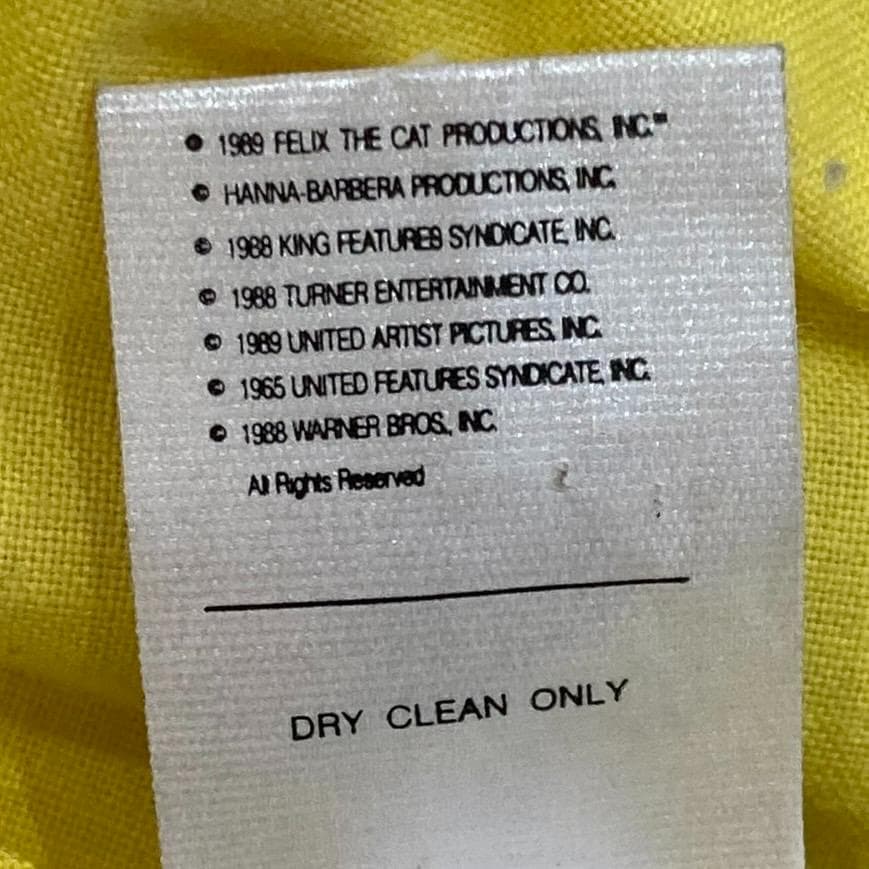 © 1989 FELIX THE CAT PRODUCTIONS, INC.™
© HANNA-BARBERA PRODUCTIONS, INC.
© 1988 KING FEATURES SYNDICATE, INC.
© 1988 TURNER ENTERTAINMENT CO.
© 1989 UNITED ARTIST PICTURES, INC.
© 1965 UNITED FEATURES SYNDICATE, INC.
© 1988 WARNER BROS., INC.
All Rights Reserved
DRY CLEAN ONLY